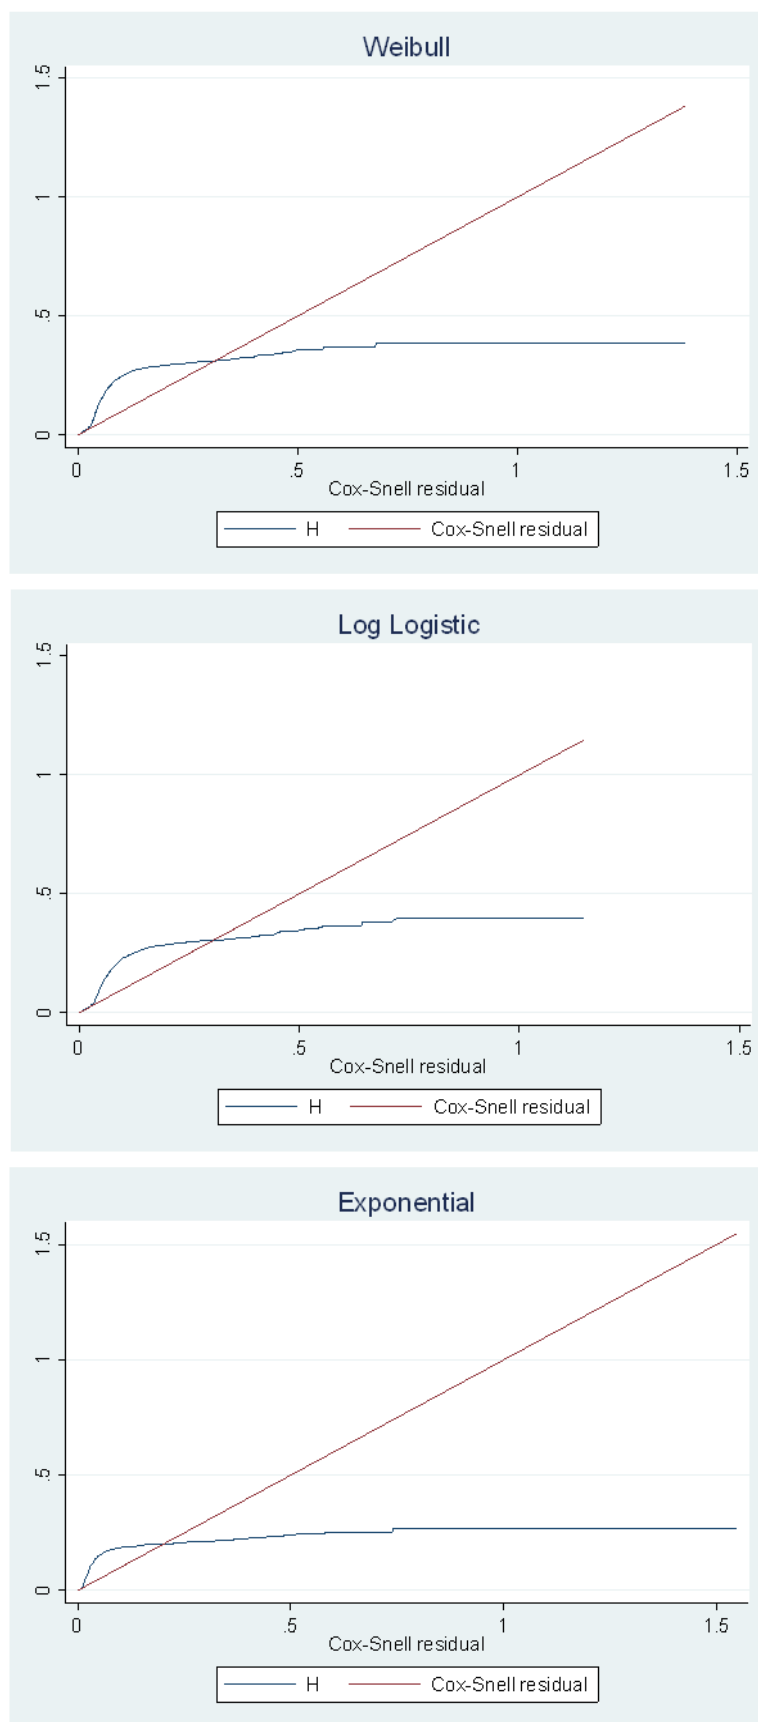 Weibull
1.5
1
.5
0
0 .5 1 1.5
Cox-Snell residual
H Cox-Snell residual
Log Logistic
1.5
1
.5
0
0 .5 1 1.5
Cox-Snell residual
H Cox-Snell residual
Exponential
1.5
1
.5
0
0 .5 1 1.5
Cox-Snell residual
H Cox-Snell residual